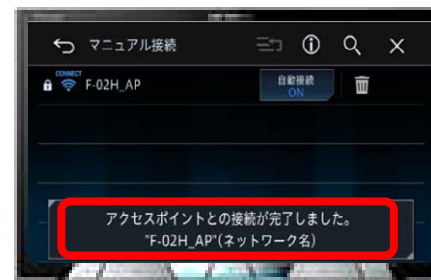 マニュアル接続
CONNECT
F-02H_AP
自動接続
ON
アクセスポイントとの接続が完了しました。
"F-02H_AP"(ネットワーク名)